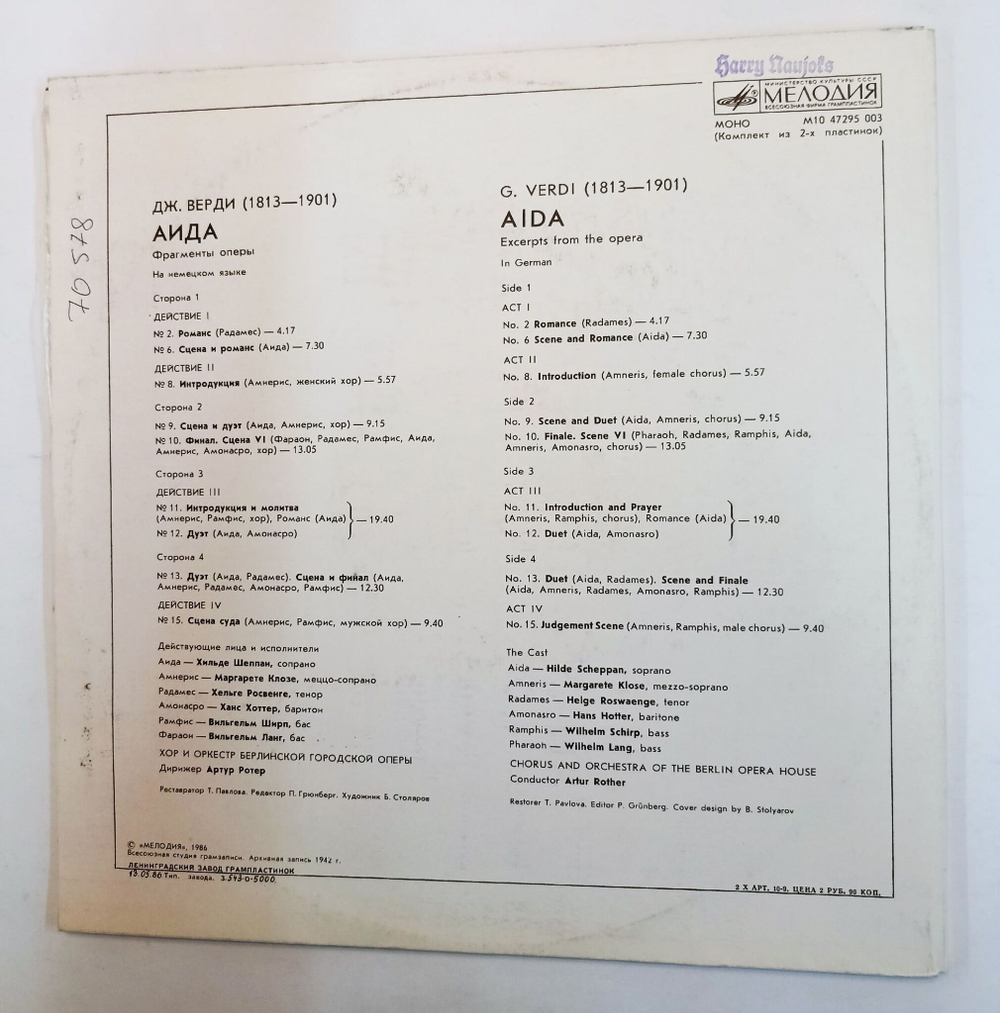 Harry Naujoks
МИНИСТЕРСТВО КУЛЬТУРЫ СССР
МЕЛОДИЯ
ВСЕСОЮЗНАЯ ФИРМА ГРАМПЛАСТИНОК
МОНО М10 47295 003
(Комплект из 2-х пластинок)
70 578
ДЖ. ВЕРДИ (1813—1901)
АИДА
Фрагменты оперы
На немецком языке
Сторона 1
ДЕЙСТВИЕ I
№ 2. Романс (Радамес) — 4.17
№ 6. Сцена и романс (Аида) — 7.30
ДЕЙСТВИЕ II
№ 8. Интродукция (Амнерис, женский хор) — 5.57
Сторона 2
№ 9. Сцена и дуэт (Аида, Амнерис, хор) — 9.15
№ 10. Финал. Сцена VI (Фараон, Радамес, Рамфис, Аида,
Амнерис, Амонасро, хор) — 13.05
Сторона 3
ДЕЙСТВИЕ III
№ 11. Интродукция и молитва
(Амнерис, Рамфис, хор), Романс (Аида) — 19.40
№ 12. Дуэт (Аида, Амонасро)
Сторона 4
№ 13. Дуэт (Аида, Радамес). Сцена и финал (Аида,
Амнерис, Радамес, Амонасро, Рамфис) — 12.30
ДЕЙСТВИЕ IV
№ 15. Сцена суда (Амнерис, Рамфис, мужской хор) — 9.40
Действующие лица и исполнители
Аида — Хильде Шеппан, сопрано
Амнерис — Маргарете Клозе, меццо-сопрано
Радамес — Хельге Росвенге, тенор
Амонасро — Ханс Хоттер, баритон
Рамфис — Вильгельм Ширп, бас
Фараон — Вильгельм Ланг, бас
ХОР И ОРКЕСТР БЕРЛИНСКОЙ ГОРОДСКОЙ ОПЕРЫ
Дирижер Артур Ротер
Реставратор Т. Павлова. Редактор П. Грюнберг. Художник Б. Столяров
G. VERDI (1813—1901)
AIDA
Excerpts from the opera
In German
Side 1
ACT I
No. 2 Romance (Radames) — 4.17
No. 6 Scene and Romance (Aida) — 7.30
ACT II
No. 8. Introduction (Amneris, female chorus) — 5.57
Side 2
No. 9. Scene and Duet (Aida, Amneris, chorus) — 9.15
No. 10. Finale. Scene VI (Pharaoh, Radames, Ramphis, Aida,
Amneris, Amonasro, chorus) — 13.05
Side 3
ACT III
No. 11. Introduction and Prayer
(Amneris, Ramphis, chorus), Romance (Aida) — 19.40
No. 12. Duet (Aida, Amonasro)
Side 4
No. 13. Duet (Aida, Radames). Scene and Finale
(Aida, Amneris, Radames, Amonasro, Ramphis) — 12.30
ACT IV
No. 15. Judgement Scene (Amneris, Ramphis, male chorus) — 9.40
The Cast
Aida — Hilde Scheppan, soprano
Amneris — Margarete Klose, mezzo-soprano
Radames — Helge Roswaenge, tenor
Amonasro — Hans Hotter, baritone
Ramphis — Wilhelm Schirp, bass
Pharaoh — Wilhelm Lang, bass
CHORUS AND ORCHESTRA OF THE BERLIN OPERA HOUSE
Conductor Artur Rother
Restorer T. Pavlova. Editor P. Grünberg. Cover design by B. Stolyarov
© «МЕЛОДИЯ», 1986
Всесоюзная студия грамзаписи. Архивная запись 1942 г.
ЛЕНИНГРАДСКИЙ ЗАВОД ГРАМПЛАСТИНОК
13.03.86 Тип. завода. З.543-0-5000.
2 Х АРТ. 10-9. ЦЕНА 2 РУБ. 90 КОП.